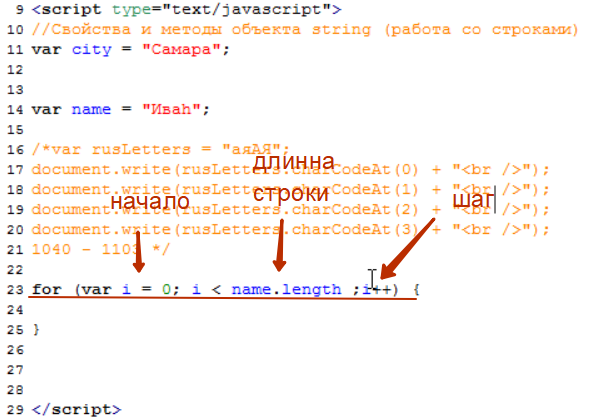 9 <script type="text/javascript">
10 //Свойства и методы объекта string (работа со строками)
11 var city = "Самара";
12
13
14 var name = "Иваh";
15
16 /*var rusLetters = "аяАЯ";
17 document.write(rusLetters.charCodeAt(0) + "<br />");
18 document.write(rusLetters.charCodeAt(1) + "<br />");
19 document.write(rusLetters.charCodeAt(2) + "<br />");
20 document.write(rusLetters.charCodeAt(3) + "<br />");
21 1040 - 1103 */
22
23 for (var i = 0; i < name.length ;i++) {
24
25 }
26
27
28
29 </script>
начало
длинна
строки
шаг